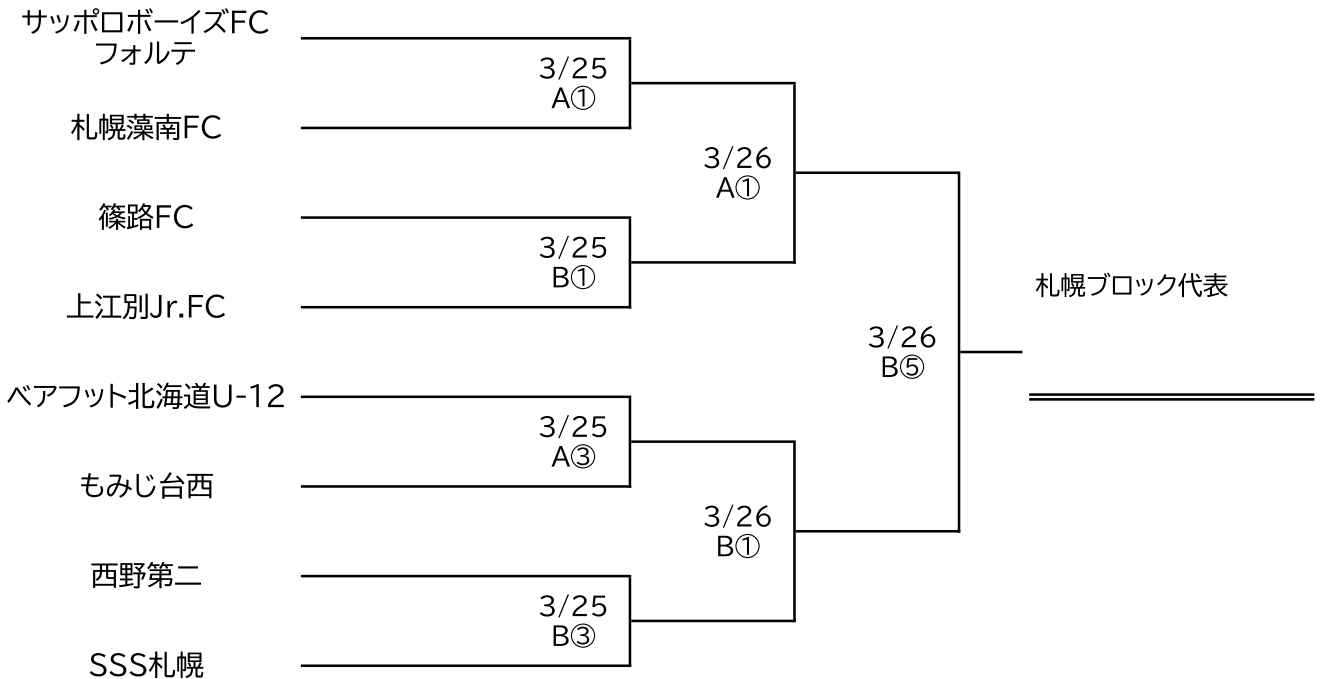 サッポロボーイズFC
フォルテ
3/25
A①
札幌藻南FC
3/26
A①
篠路FC
3/25
B①
上江別Jr.FC
札幌ブロック代表
3/26
B⑤
ベアフット北海道U-12
3/25
A③
もみじ台西
3/26
B①
西野第二
3/25
B③
SSS札幌